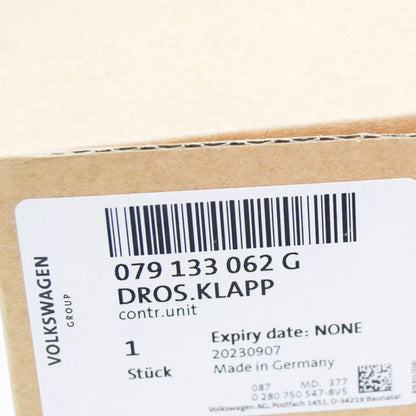 VOLKSWAGEN
GROUP
079 133 062 G
DROS.KLAPP
contr.unit
1
Stück
Expiry date: NONE
20230907
Made in Germany
087 MD: 377
0 280 750 547-8V5
Volkswagen AG, Postfach 1451, D-34219 Baunatal